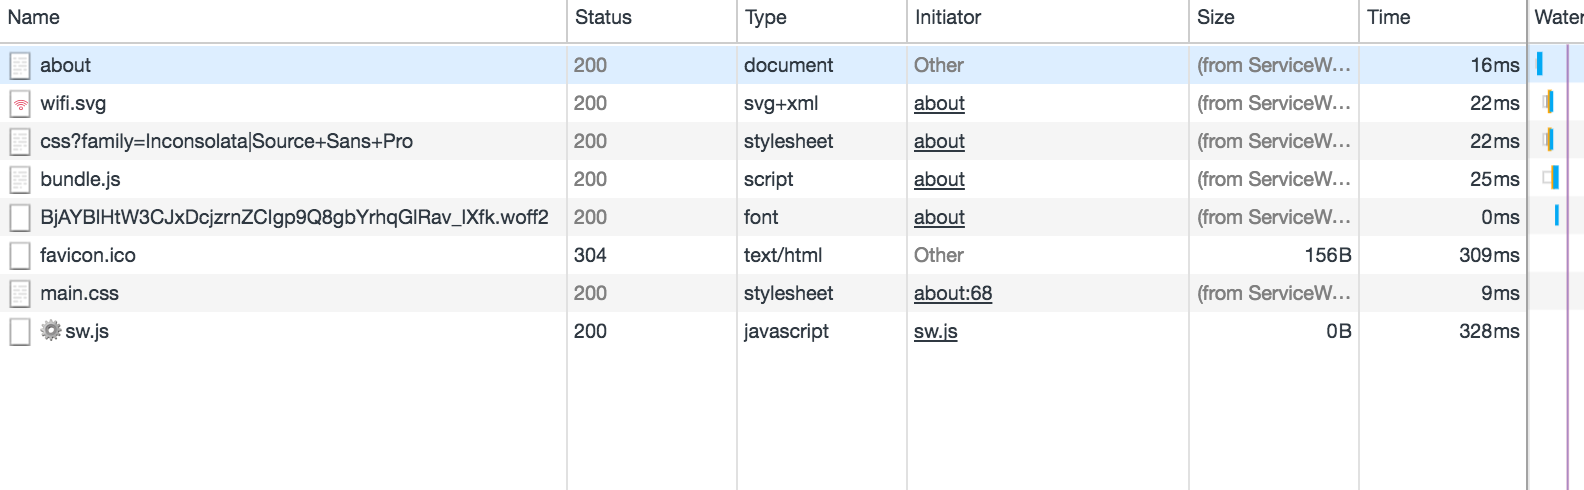 Name Status Type Initiator Size Time Water
about 200 document Other (from ServiceW... 16ms
wifi.svg 200 svg+xml about (from ServiceW... 22ms
css?family=Inconsolata|Source+Sans+Pro 200 stylesheet about (from ServiceW... 22ms
bundle.js 200 script about (from ServiceW... 25ms
BjAYBlHtW3CJxDcjzrnZCIgp9Q8gbYrhqGlRav_IXfk.woff2 200 font about (from ServiceW... 0ms
favicon.ico 304 text/html Other 156B 309ms
main.css 200 stylesheet about:68 (from ServiceW... 9ms
sw.js 200 javascript sw.js 0B 328ms